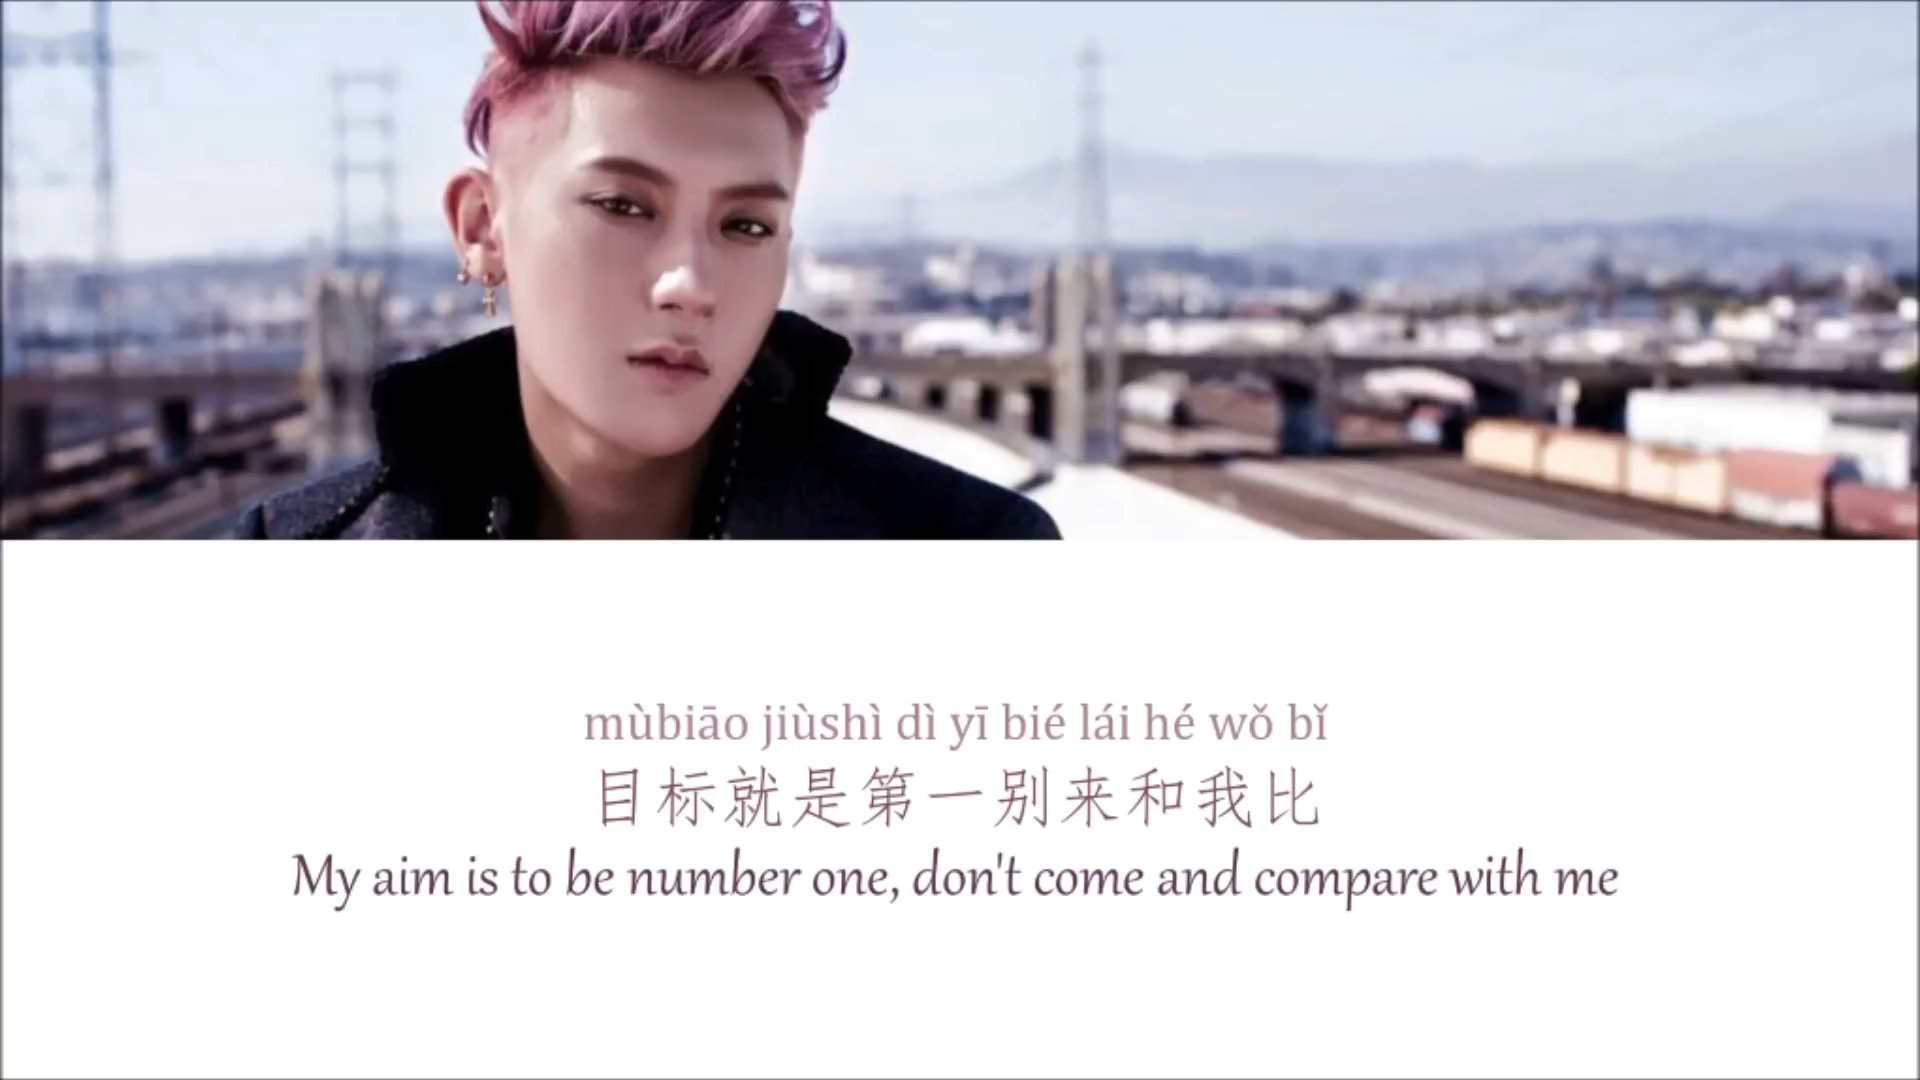 mùbiāo jiùshì dì yī bié lái hé wǒ bǐ
目标就是第一别来和我比
My aim is to be number one, don't come and compare with me